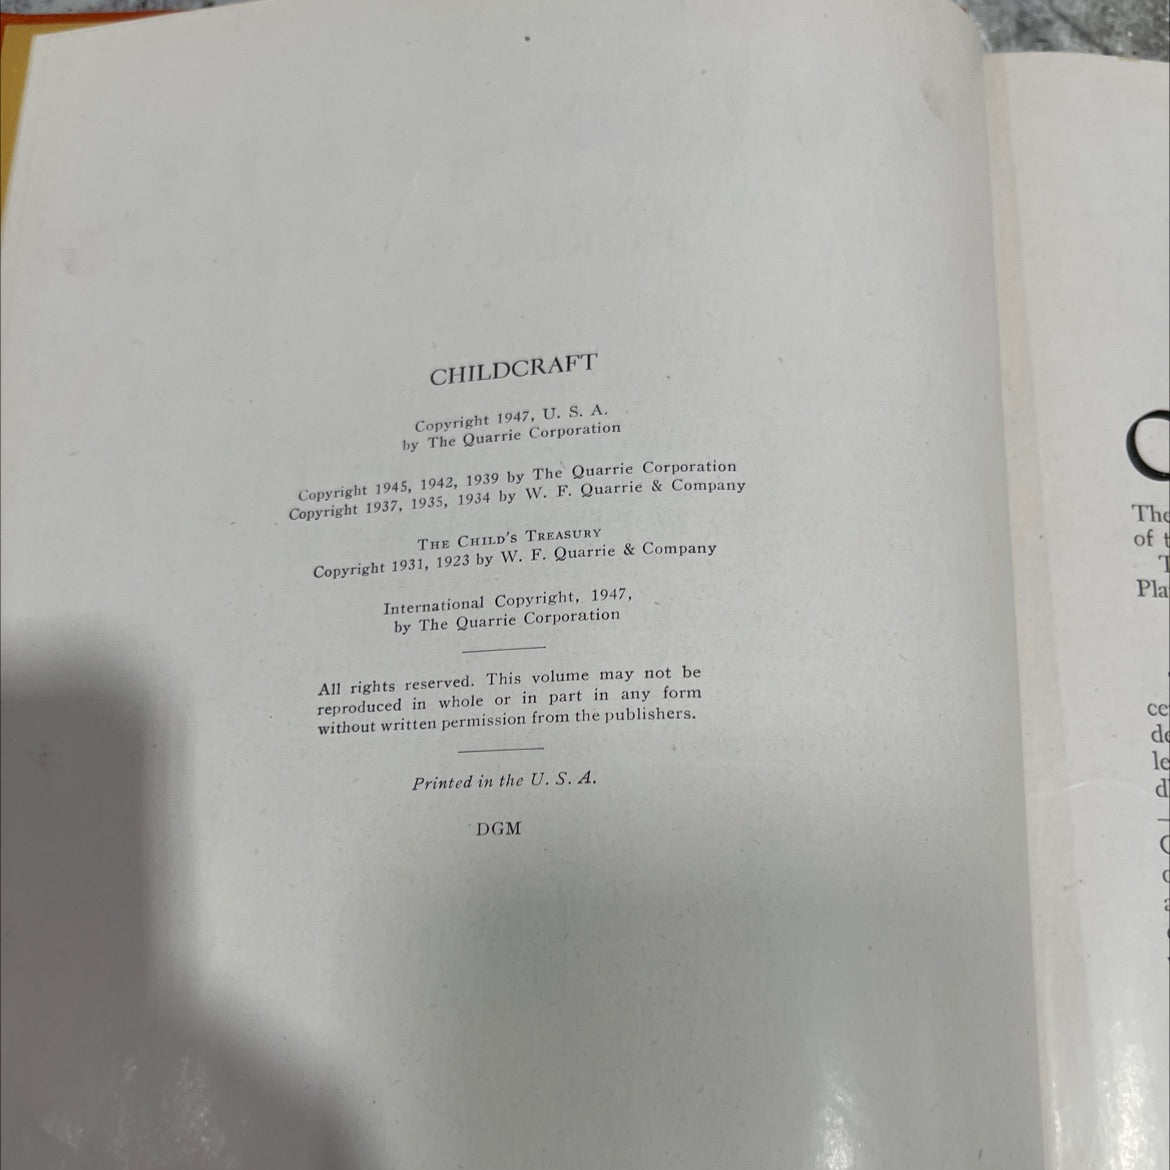 CHILDCRAFT
Copyright 1947, U. S. A.
by The Quarrie Corporation
Copyright 1945, 1942, 1939 by The Quarrie Corporation
Copyright 1937, 1935, 1934 by W. F. Quarrie & Company
THE CHILD'S TREASURY
Copyright 1931, 1923 by W. F. Quarrie & Company
International Copyright, 1947,
by The Quarrie Corporation
All rights reserved. This volume may not be
reproduced in whole or in part in any form
without written permission from the publishers.
Printed in the U. S. A.
DGM
The
of